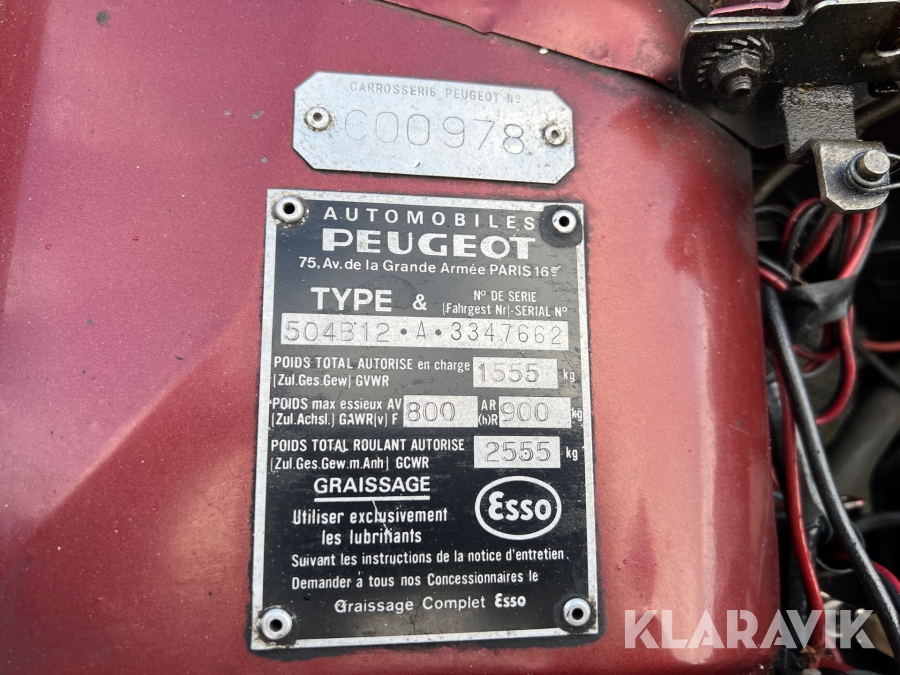 CARROSSERIE PEUGEOT Nº
C00978
AUTOMOBILES
PEUGEOT
75, Av. de la Grande Armée PARIS 16e
TYPE & Nº DE SERIE
(Fahrgest Nr)-SERIAL Nº
504B12 • A • 3347662
POIDS TOTAL AUTORISE en charge 1555 kg
(Zul.Ges.Gew) GVWR
POIDS max essieux AV 800 AR 900 kg
(Zul.Achsl.) GAWR(v) F (h)R
POIDS TOTAL ROULANT AUTORISE 2555 kg
(Zul.Ges.Gew.m.Anh) GCWR
GRAISSAGE
Esso
Utiliser exclusivement
les lubrifiants
Suivant les instructions de la notice d'entretien.
Demander à tous nos Concessionnaires le
Graissage Complet Esso
KLARAVIK